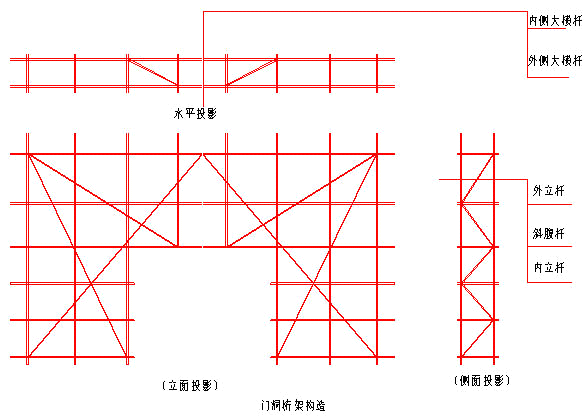 内侧大横杆
外侧大横杆
水平投影
外立杆
斜腹杆
内立杆
(立面投影)
(侧面投影)
门洞桁架构造